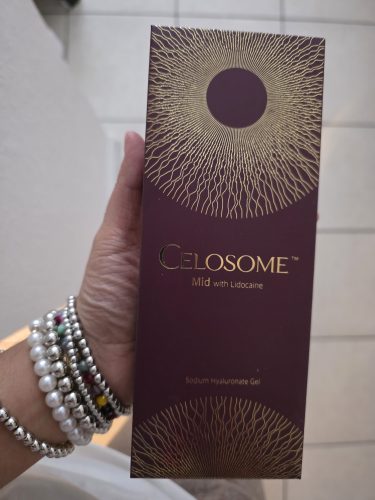 CELOSOME™
Mid with Lidocaine
Sodium Hyaluronate Gel